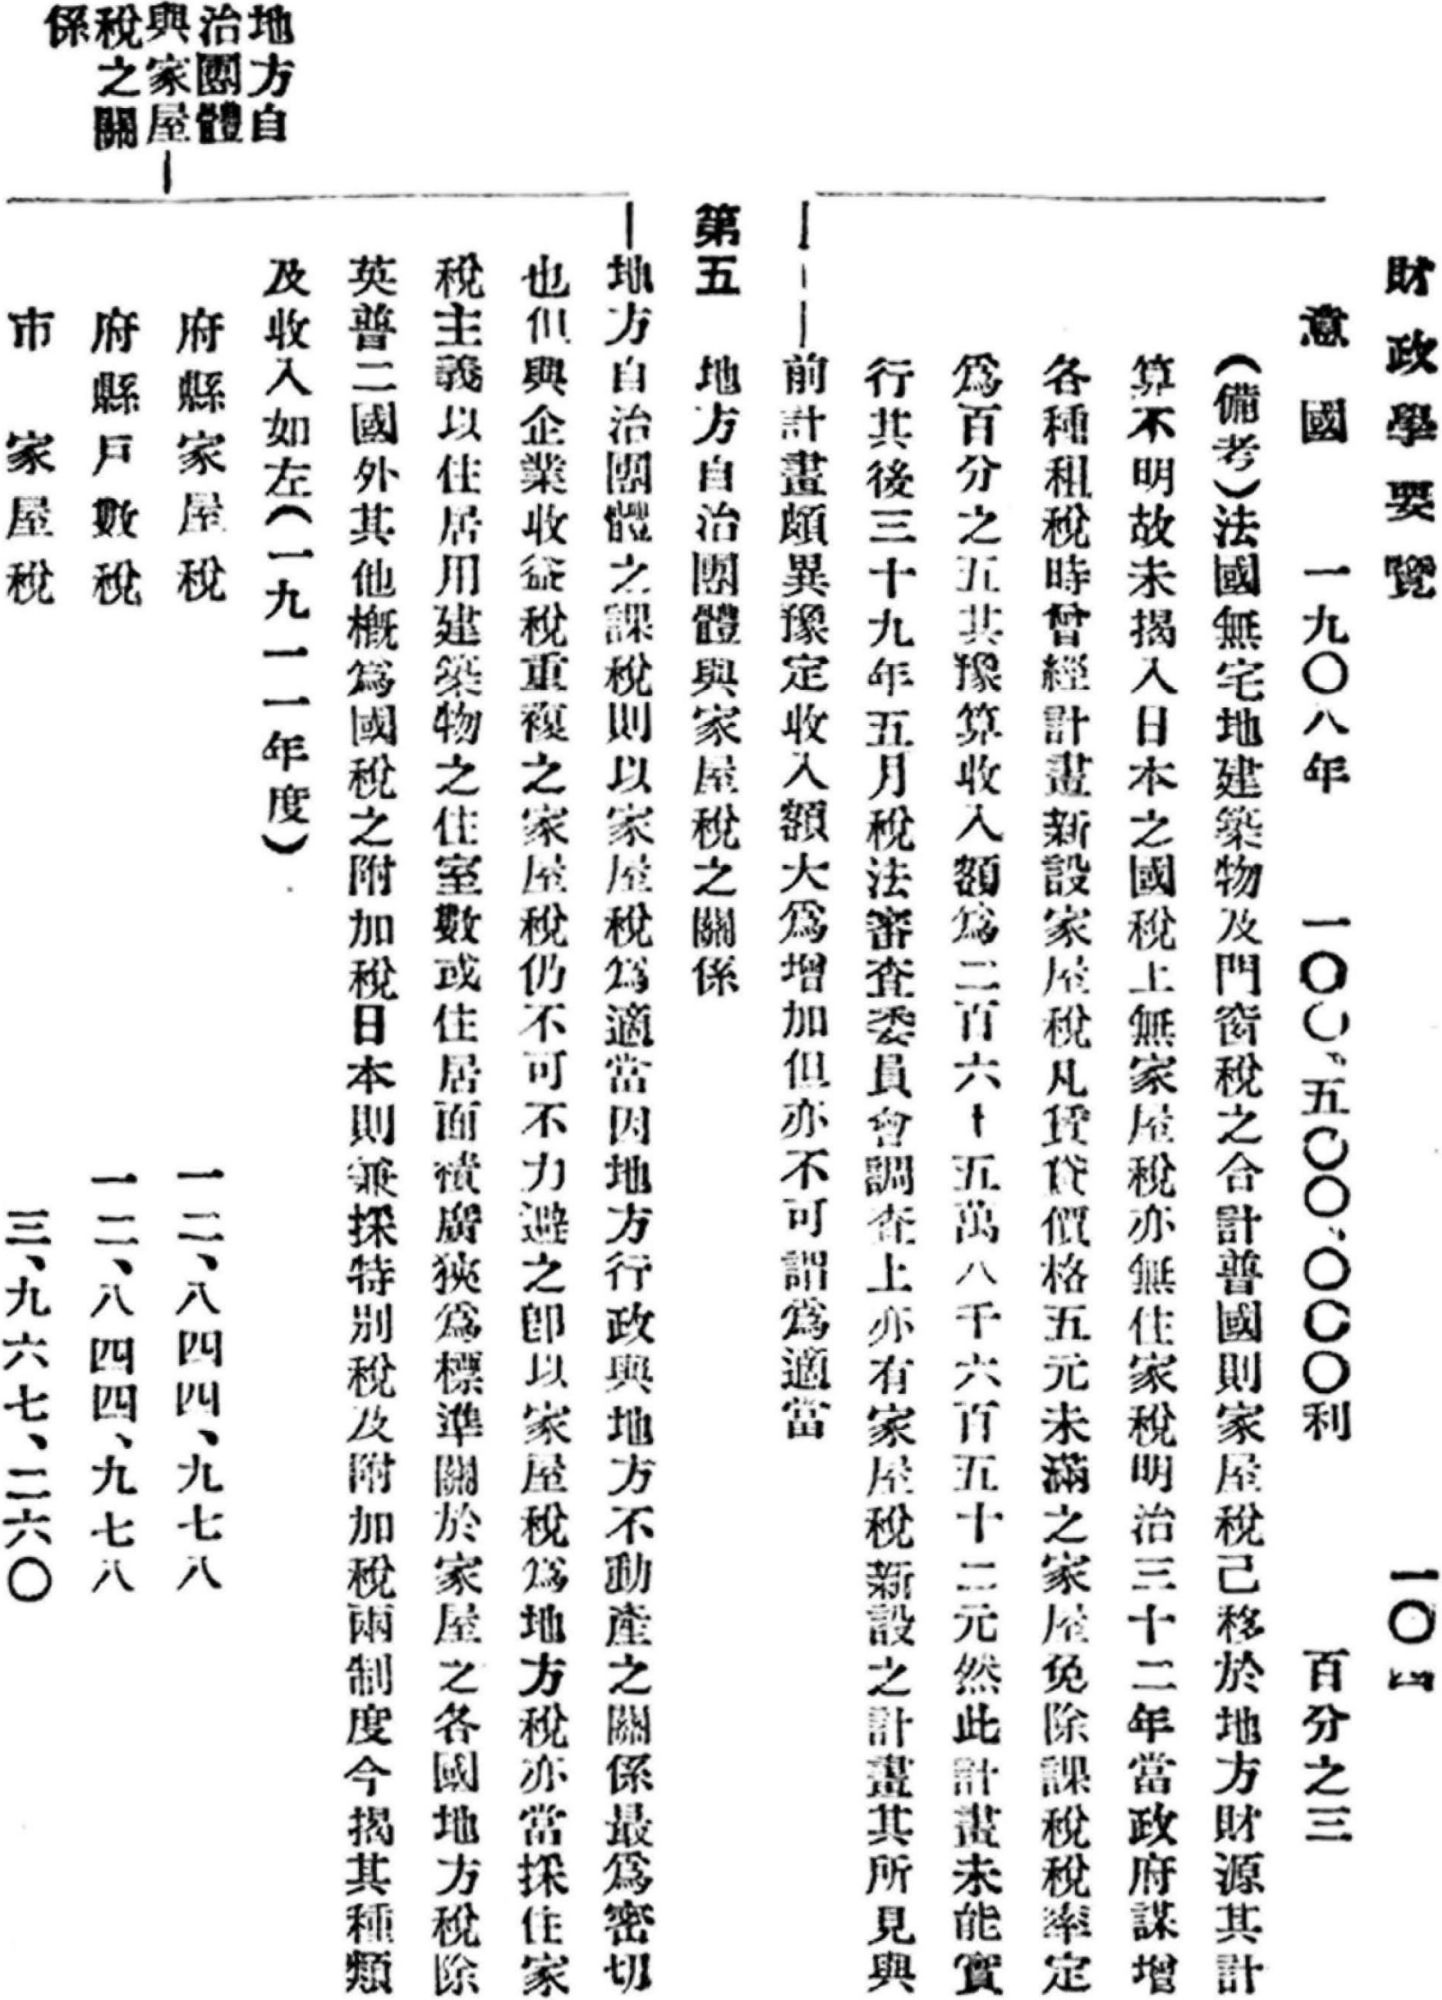 財政學要覽 一〇四
意國 一九〇八年 一〇〇、五〇〇、〇〇〇利 百分之三
（備考）法國無宅地建築物及門窗稅之合計普國則家屋稅已移於地方財源其計
算不明故未揭入日本之國稅上無家屋稅亦無住家稅明治三十二年當政府謀增
各種租稅時曾經計畫新設家屋稅凡賃貸價格五元未滿之家屋免除課稅稅率定
爲百分之五其豫算收入額爲二百六十五萬八千六百五十二元然此計畫未能實
行其後三十九年五月稅法審査委員會調查上亦有家屋稅新設之計畫其所見與
前計畫頗異豫定收入額大爲增加但亦不可謂爲適當
第五 地方自治團體與家屋稅之關係
地方自治團體之課稅則以家屋稅爲適當因地方行政與地方不動產之關係最爲密切
也但與企業收益稅重複之家屋稅仍不可不力避之卽以家屋稅爲地方稅亦當採住家
稅主義以住居用建築物之住室數或住居面積廣狹爲標準關於家屋之各國地方稅除
英普二國外其他槪爲國稅之附加稅日本則兼採特別稅及附加稅兩制度今揭其種類
及收入如左（一九一一年度）
府縣家屋稅 一二、八四四、九七八
府縣戶數稅 一二、八四四、九七八
市家屋稅 三、九六七、二六〇
地方自
治團體
與家屋
稅之關
係